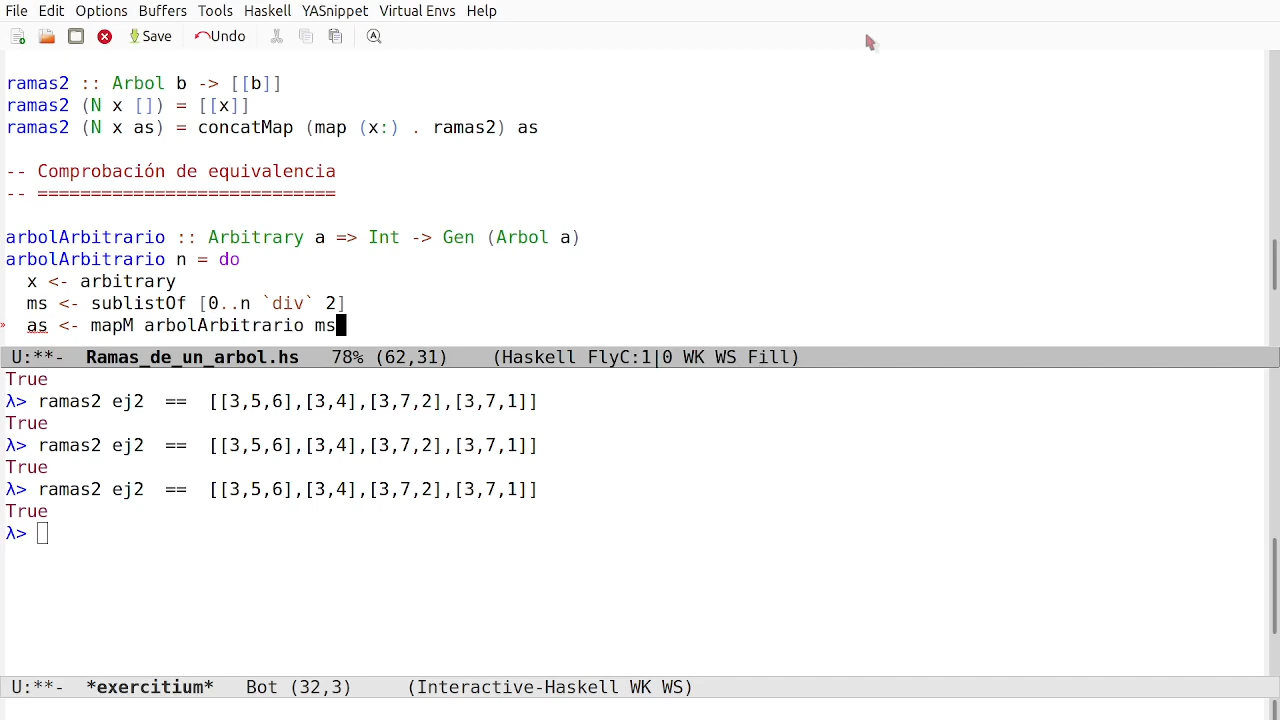 File Edit Options Buffers Tools Haskell YASnippet Virtual Envs Help
Save Undo
ramas2 :: Arbol b -> [[b]]
ramas2 (N x []) = [[x]]
ramas2 (N x as) = concatMap (map (x:) . ramas2) as
-- Comprobación de equivalencia
-- ============================
arbolArbitrario :: Arbitrary a => Int -> Gen (Arbol a)
arbolArbitrario n = do
  x <- arbitrary
  ms <- sublistOf [0..n `div` 2]
» as <- mapM arbolArbitrario ms
U:**-  Ramas_de_un_arbol.hs   78% (62,31)    (Haskell FlyC:1|0 WK WS Fill)
True
λ> ramas2 ej2  ==  [[3,5,6],[3,4],[3,7,2],[3,7,1]]
True
λ> ramas2 ej2  ==  [[3,5,6],[3,4],[3,7,2],[3,7,1]]
True
λ> ramas2 ej2  ==  [[3,5,6],[3,4],[3,7,2],[3,7,1]]
True
λ>
U:**-  *exercitium*   Bot (32,3)     (Interactive-Haskell WK WS)